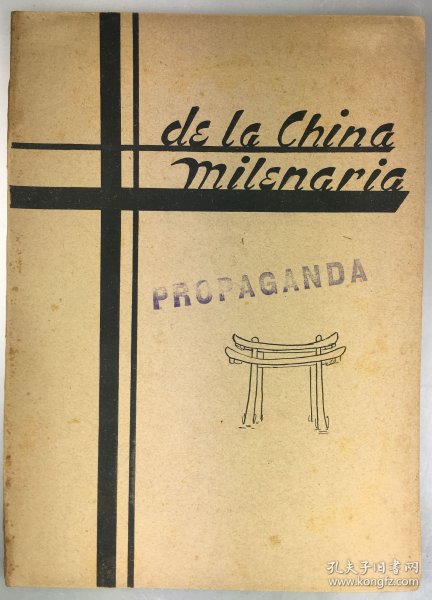 de la China
milenaria
PROPAGANDA
孔夫子旧书网
www.kongfz.com